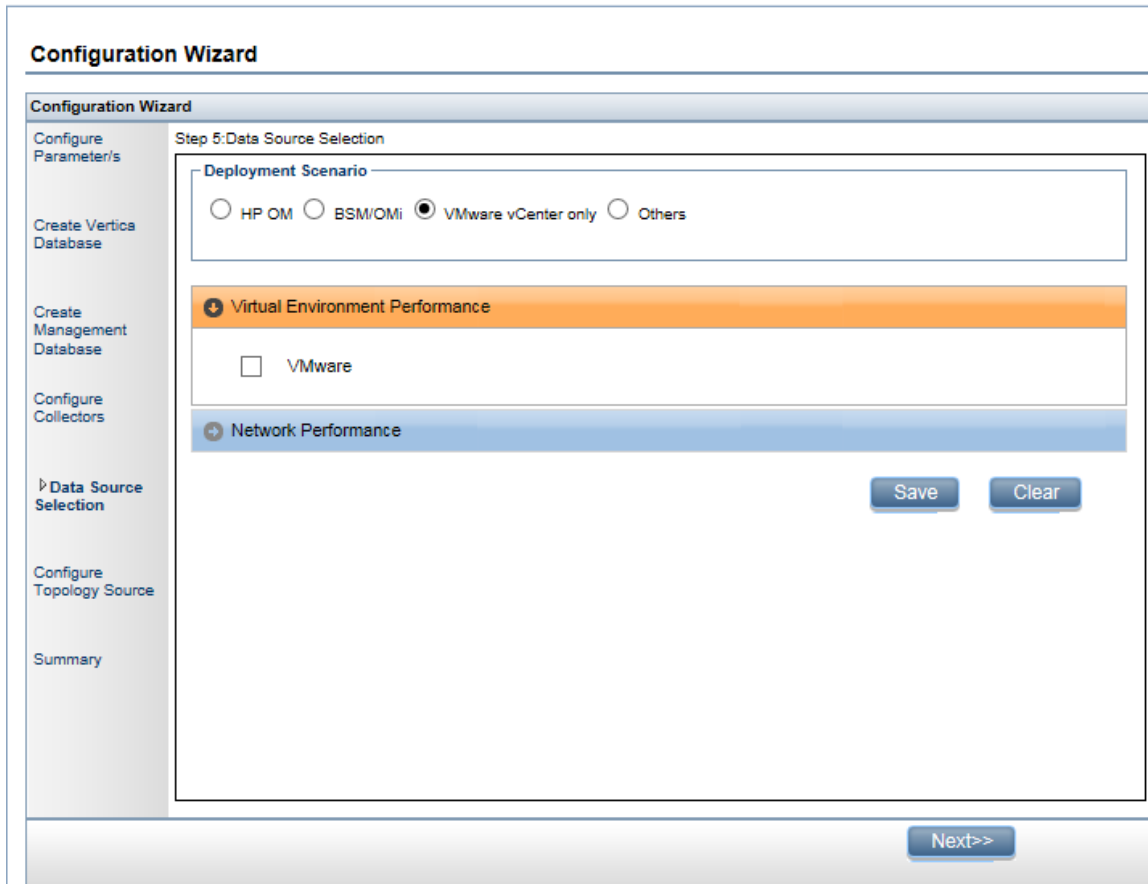 Configuration Wizard
Configuration Wizard
Configure
Parameter/s
Create Vertica
Database
Create
Management
Database
Configure
Collectors
Data Source
Selection
Configure
Topology Source
Summary
Step 5:Data Source Selection
Deployment Scenario
HP OM BSM/OMi VMware vCenter only Others
Virtual Environment Performance
VMware
Network Performance
Save Clear
Next>>